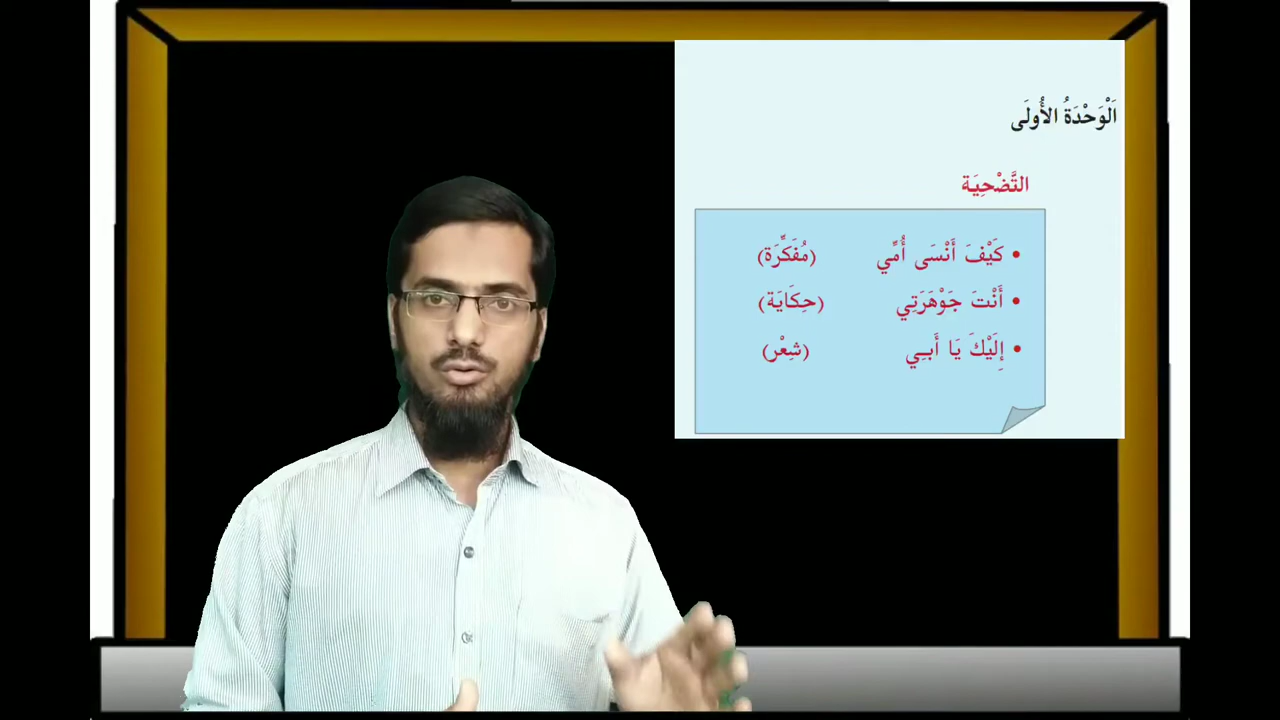 اَلْوَحْدَةُ الأُولَى
التَّضْحِيَة
• كَيْفَ أَنْسَى أُمِّي (مُفَكِّرَة)
• أَنْتَ جَوْهَرَتِي (حِكَايَة)
• إِلَيْكَ يَا أَبِي (شِعْر)